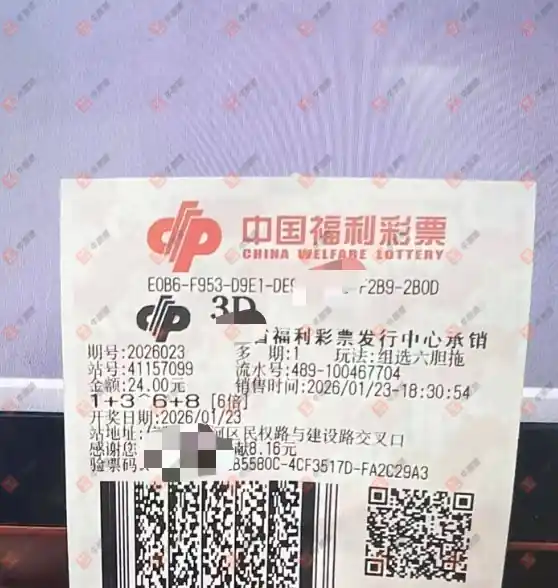 中国福利彩票
CHINA WELFARE LOTTERY
E0B6-F953-D9E1-DE F2B9-2B0D
3D
福利彩票发行中心承销
期号:2026023 多 期:1 玩法:组选六胆拖
站号:41157099 流水号:489-100467704
金额:24.00元 销售时间:2026/01/23-18:30:54
1+3^6+8 [6倍]
开奖日期:2026/01/23
站地址: 区民权路与建设路交叉口
感谢您 献8.16元
验票码 B5580C-4CF3517D-FA2C29A3